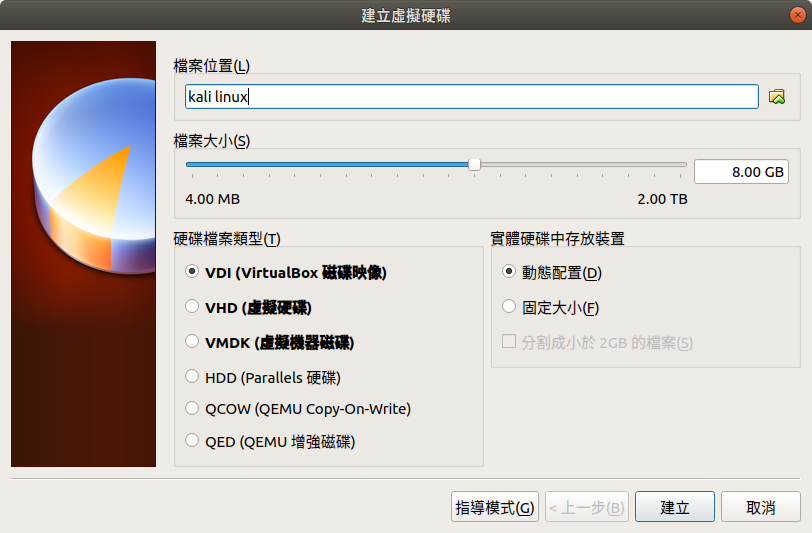 建立虛擬硬碟
檔案位置(L)
kali linux
檔案大小(S)
8.00 GB
4.00 MB 2.00 TB
硬碟檔案類型(T)
VDI (VirtualBox 磁碟映像)
VHD (虛擬硬碟)
VMDK (虛擬機器磁碟)
HDD (Parallels 硬碟)
QCOW (QEMU Copy-On-Write)
QED (QEMU 增強磁碟)
實體硬碟中存放裝置
動態配置(D)
固定大小(F)
分割成小於 2GB 的檔案(S)
指導模式(G) < 上一步(B) 建立 取消